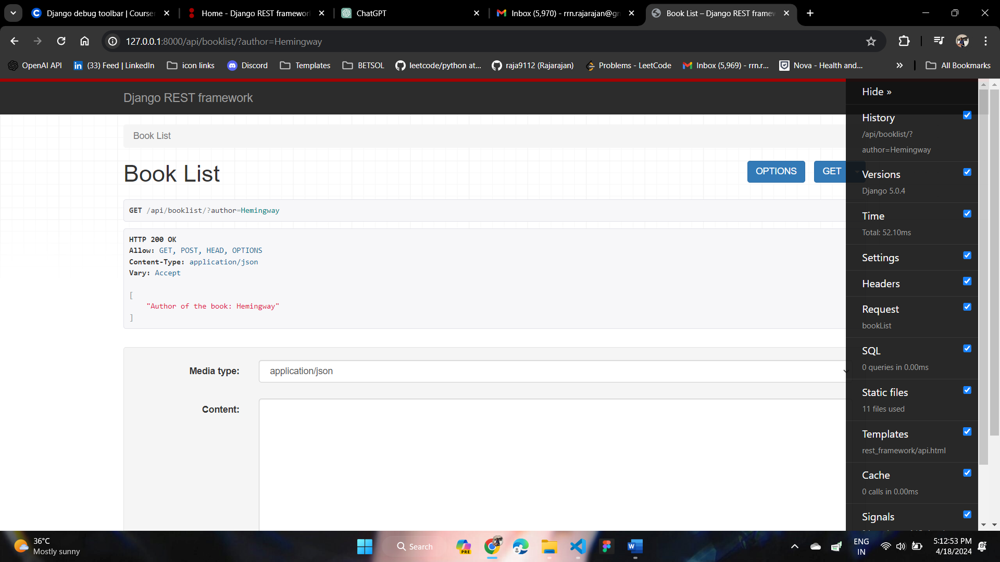 Django debug toolbar | Courser
Home - Django REST framewor
ChatGPT
Inbox (5,970) - rrn.rajarajan@gm
Book List – Django REST framew
127.0.0.1:8000/api/booklist/?author=Hemingway
OpenAI API
(33) Feed | LinkedIn
icon links
Discord
Templates
BETSOL
leetcode/python at...
raja9112 (Rajarajan)
Problems - LeetCode
Inbox (5,969) - rrn.r...
Nova - Health and...
»
All Bookmarks
Django REST framework
Book List
Book List
OPTIONS
GET
GET /api/booklist/?author=Hemingway
HTTP 200 OK
Allow: GET, POST, HEAD, OPTIONS
Content-Type: application/json
Vary: Accept
[
"Author of the book: Hemingway"
]
Media type:
application/json
Content:
Hide »
History
/api/booklist/?
author=Hemingway
Versions
Django 5.0.4
Time
Total: 52.10ms
Settings
Headers
Request
bookList
SQL
0 queries in 0.00ms
Static files
11 files used
Templates
rest_framework/api.html
Cache
0 calls in 0.00ms
Signals
36°C
Mostly sunny
Search
PRE
ENG
IN
5:12:53 PM
4/18/2024